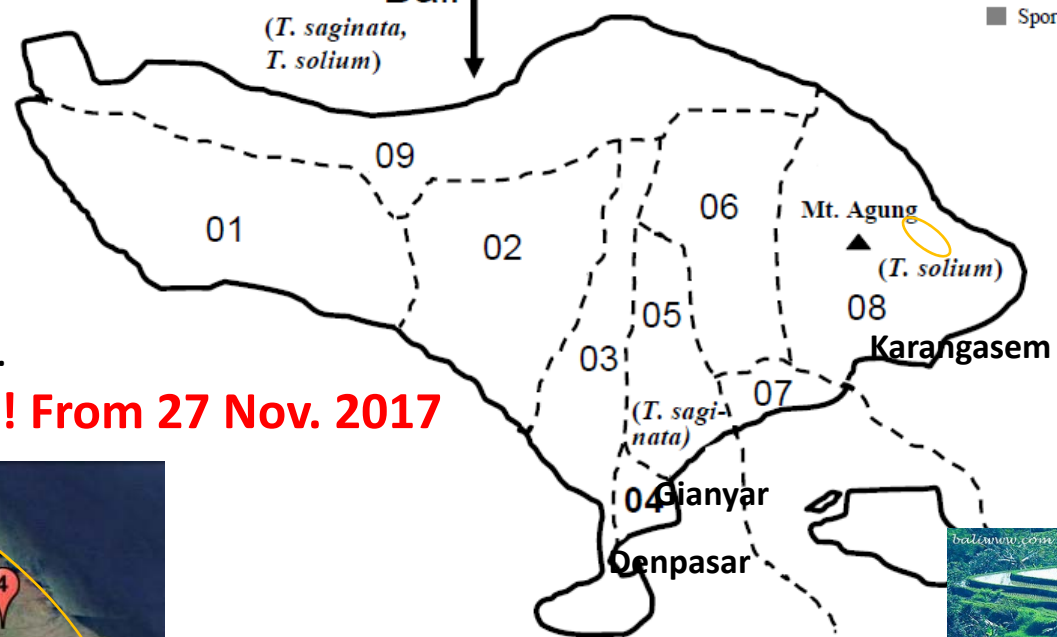 Bali
(T. saginata,
T. solium)
09
01
02
06
Mt. Agung
(T. solium)
08
05
03
Karangasem
07
! From 27 Nov. 2017
(T. sagi-
nata)
04
Gianyar
Denpasar
4
baliwww.com